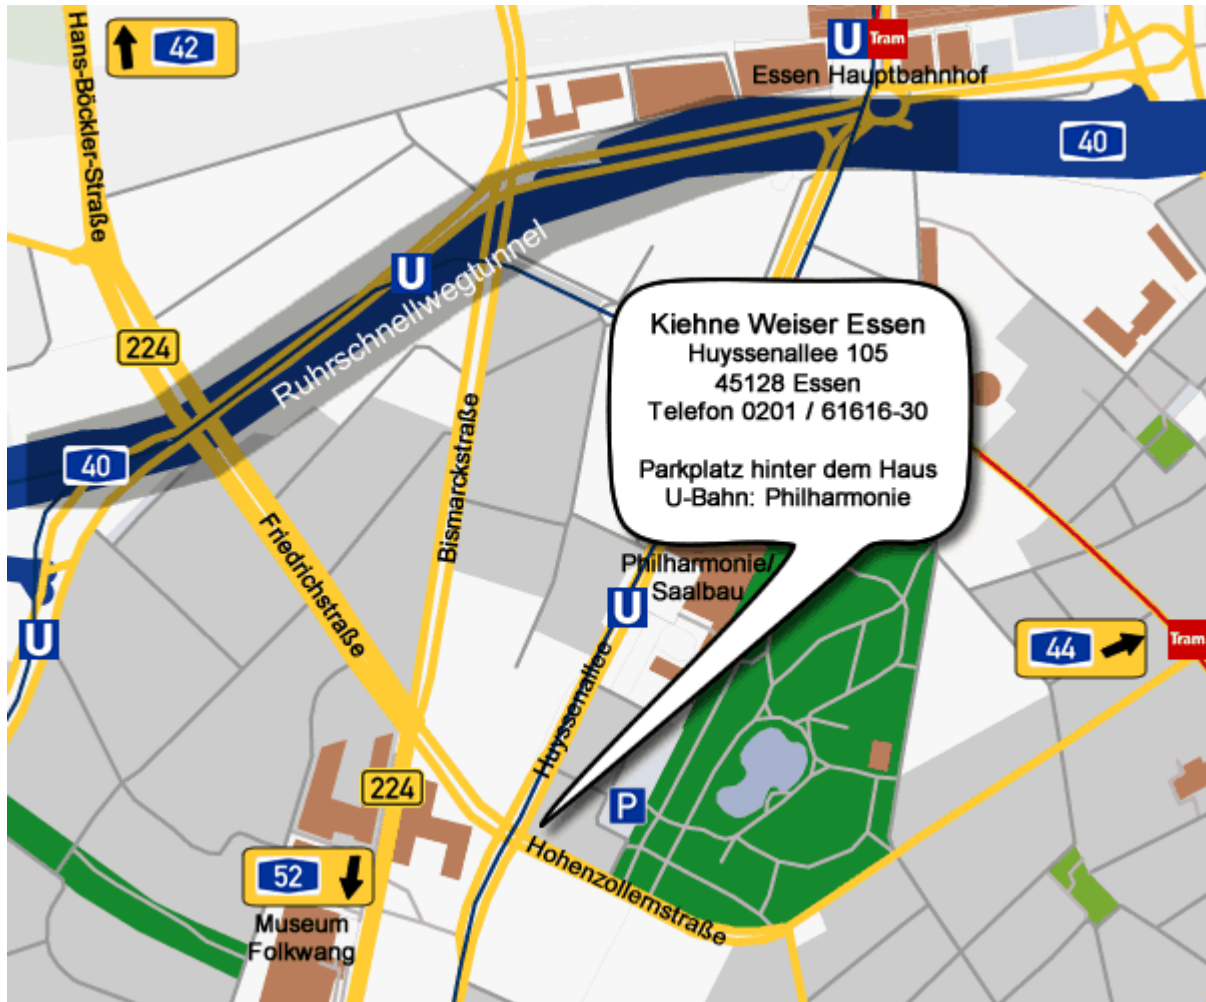 42
Hans-Böckler-Straße
U
Tram
Essen Hauptbahnhof
40
U
Ruhrschnellwegtunnel
224
Kiehne Weiser Essen
Huyssenallee 105
45128 Essen
Telefon 0201 / 61616-30
Parkplatz hinter dem Haus
U-Bahn: Philharmonie
40
Bismarckstraße
Friedrichstraße
Philharmonie/
Saalbau
U
U
44
Tram
Huyssenallee
224
P
Hohenzollernstraße
52
Museum
Folkwang